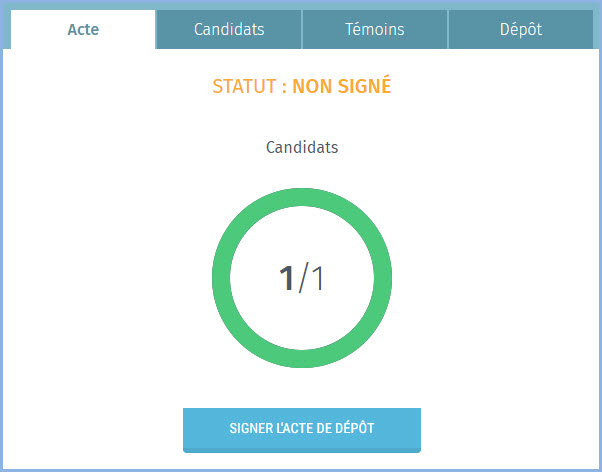 Acte Candidats Témoins Dépôt
STATUT : NON SIGNÉ
Candidats
1/1
SIGNER L'ACTE DE DÉPÔT